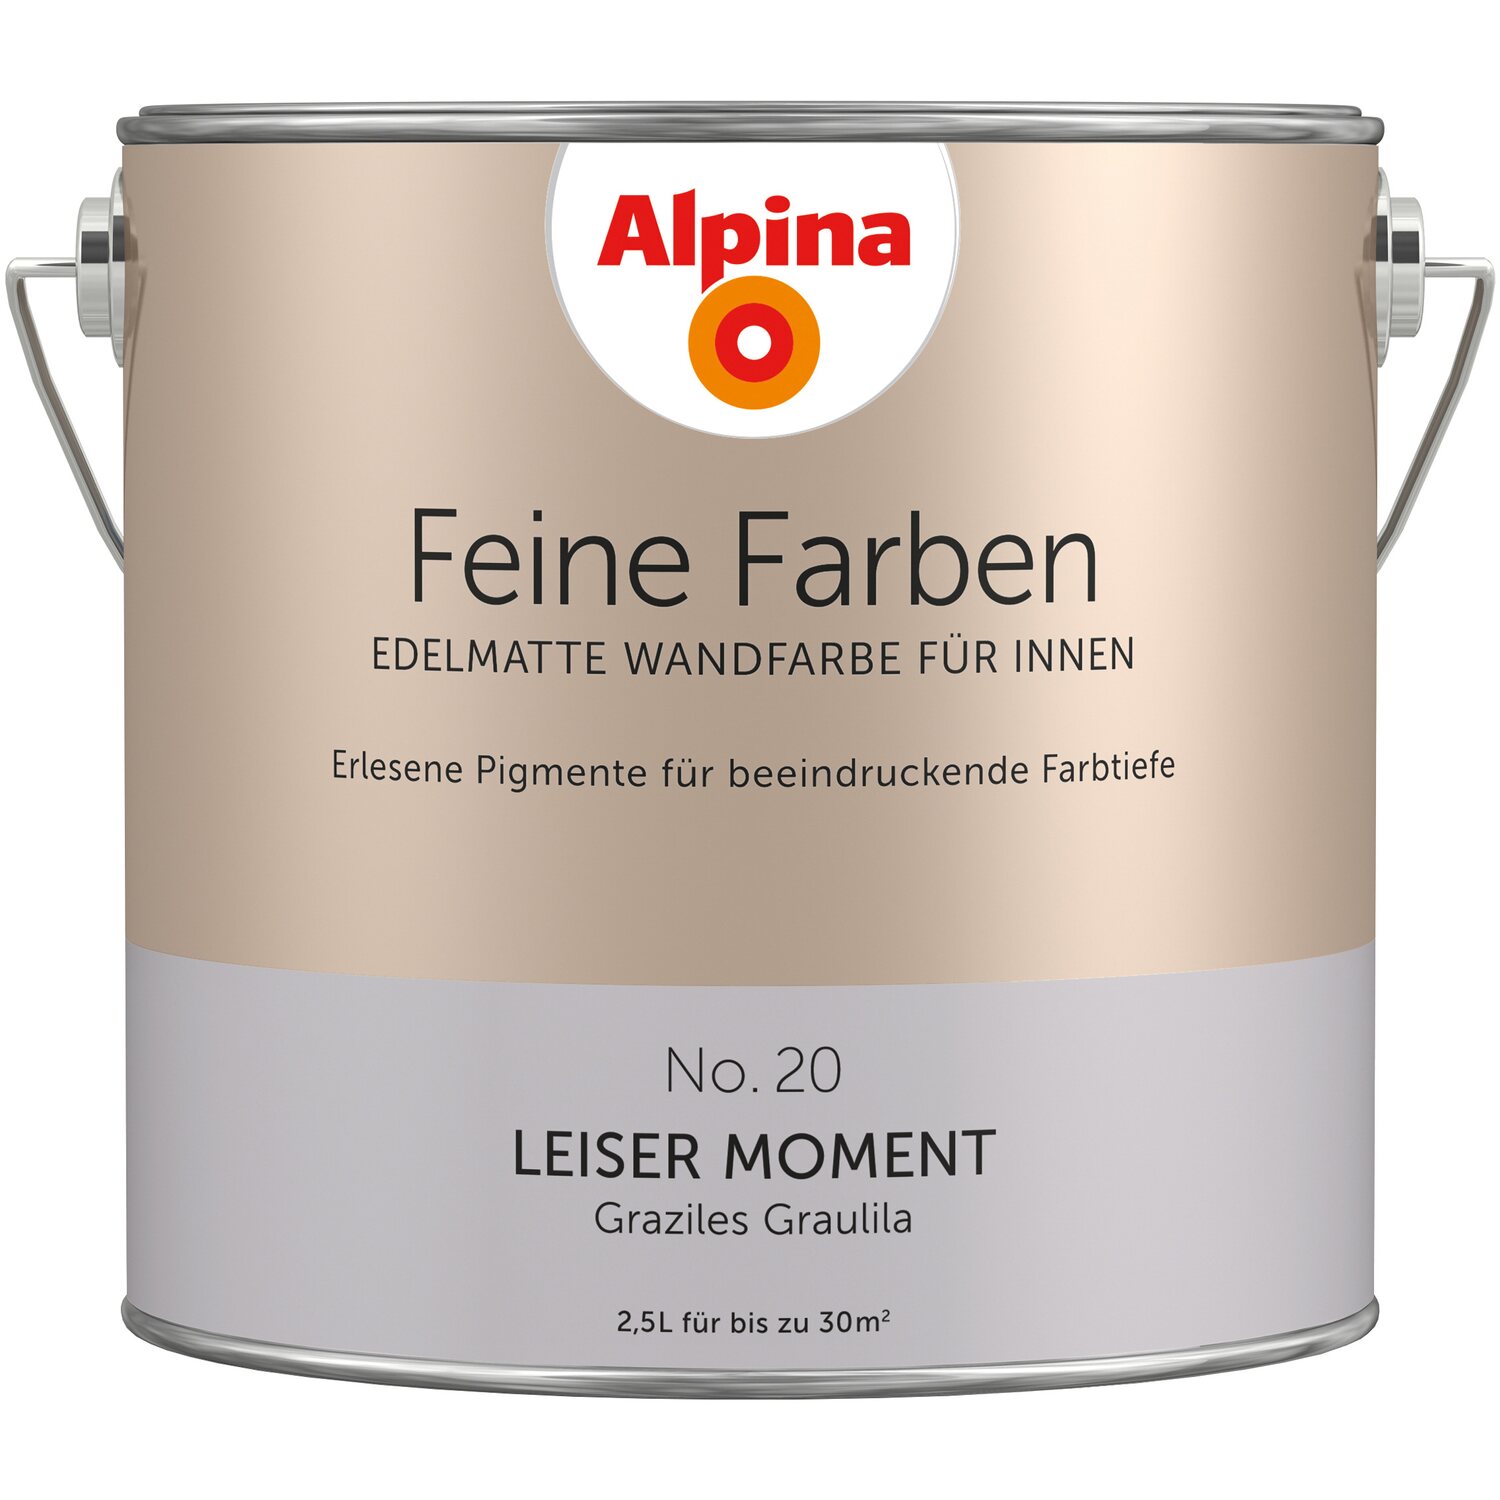 Alpina
Feine Farben
EDELMATTE WANDFARBE FÜR INNEN
Erlesene Pigmente für beeindruckende Farbtiefe
No. 20
LEISER MOMENT
Graziles Graulila
2,5L für bis zu 30m²